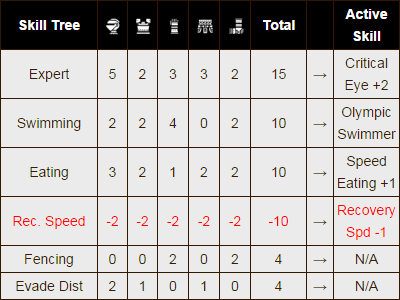 Skill Tree Total Active Skill
Expert 5 2 3 3 2 15 → Critical Eye +2
Swimming 2 2 4 0 2 10 → Olympic Swimmer
Eating 3 2 1 2 2 10 → Speed Eating +1
Rec. Speed -2 -2 -2 -2 -2 -10 → Recovery Spd -1
Fencing 0 0 2 0 2 4 → N/A
Evade Dist 2 1 0 1 0 4 → N/A